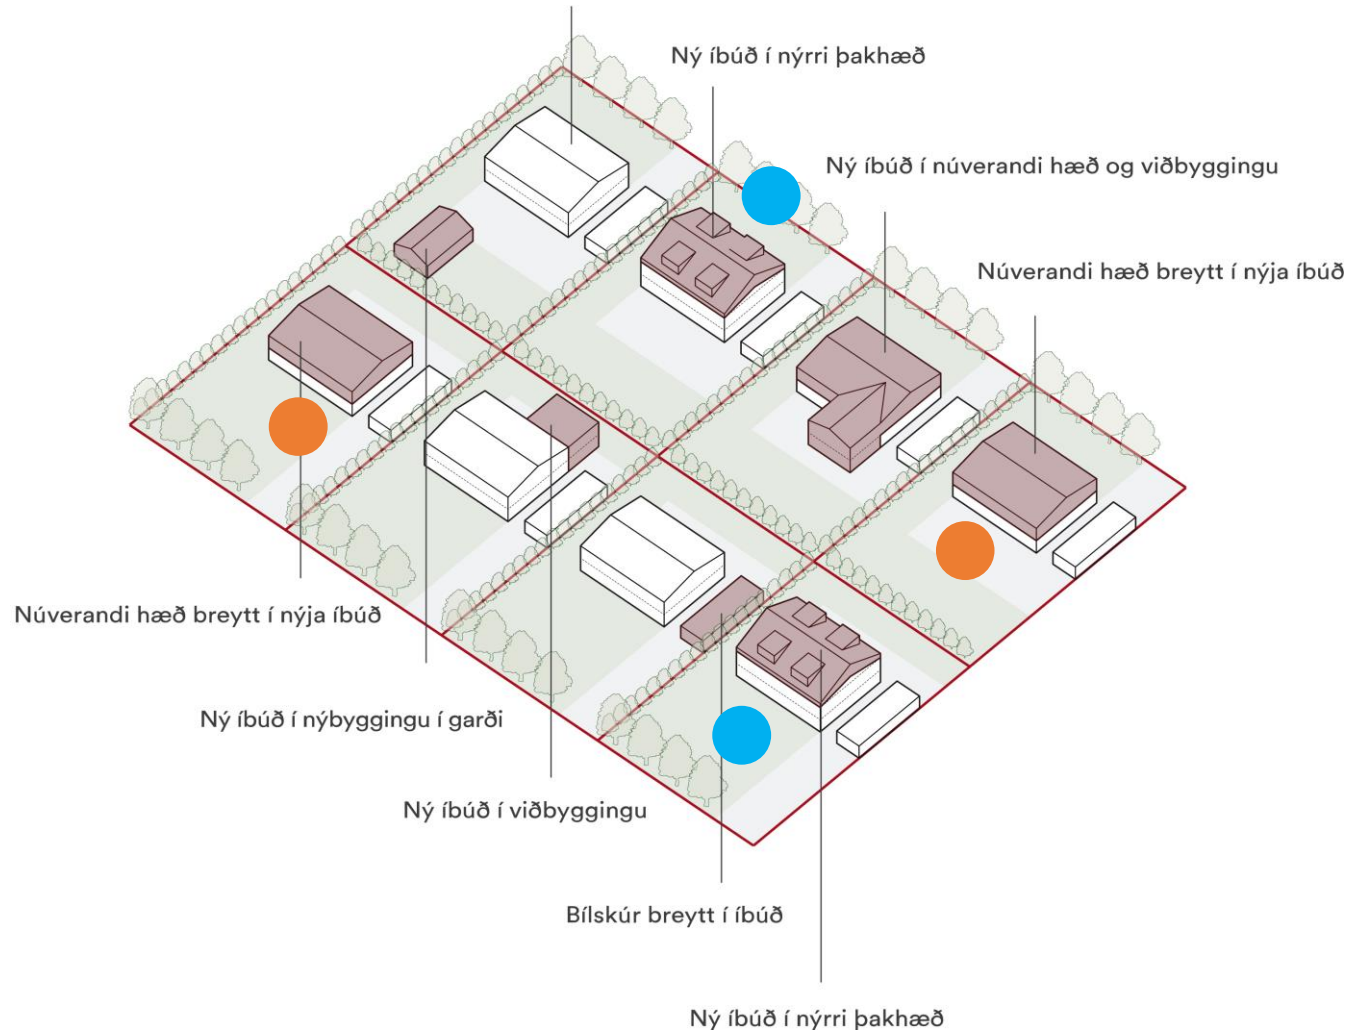 Ný íbúð í nýrri þakhæð
Ný íbúð í núverandi hæð og viðbyggingu
Núverandi hæð breytt í nýja íbúð
Núverandi hæð breytt í nýja íbúð
Ný íbúð í nýbyggingu í garði
Ný íbúð í viðbyggingu
Bílskúr breytt í íbúð
Ný íbúð í nýrri þakhæð